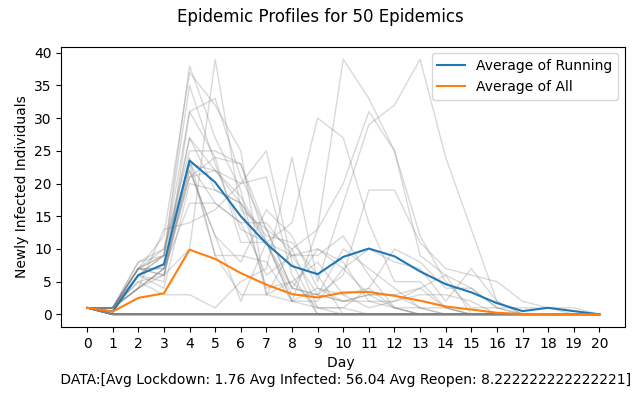 Epidemic Profiles for 50 Epidemics
40
35
30
25
20
15
10
5
0
Newly Infected Individuals
Average of Running
Average of All
0 1 2 3 4 5 6 7 8 9 10 11 12 13 14 15 16 17 18 19 20
Day
DATA:[Avg Lockdown: 1.76 Avg Infected: 56.04 Avg Reopen: 8.222222222222221]